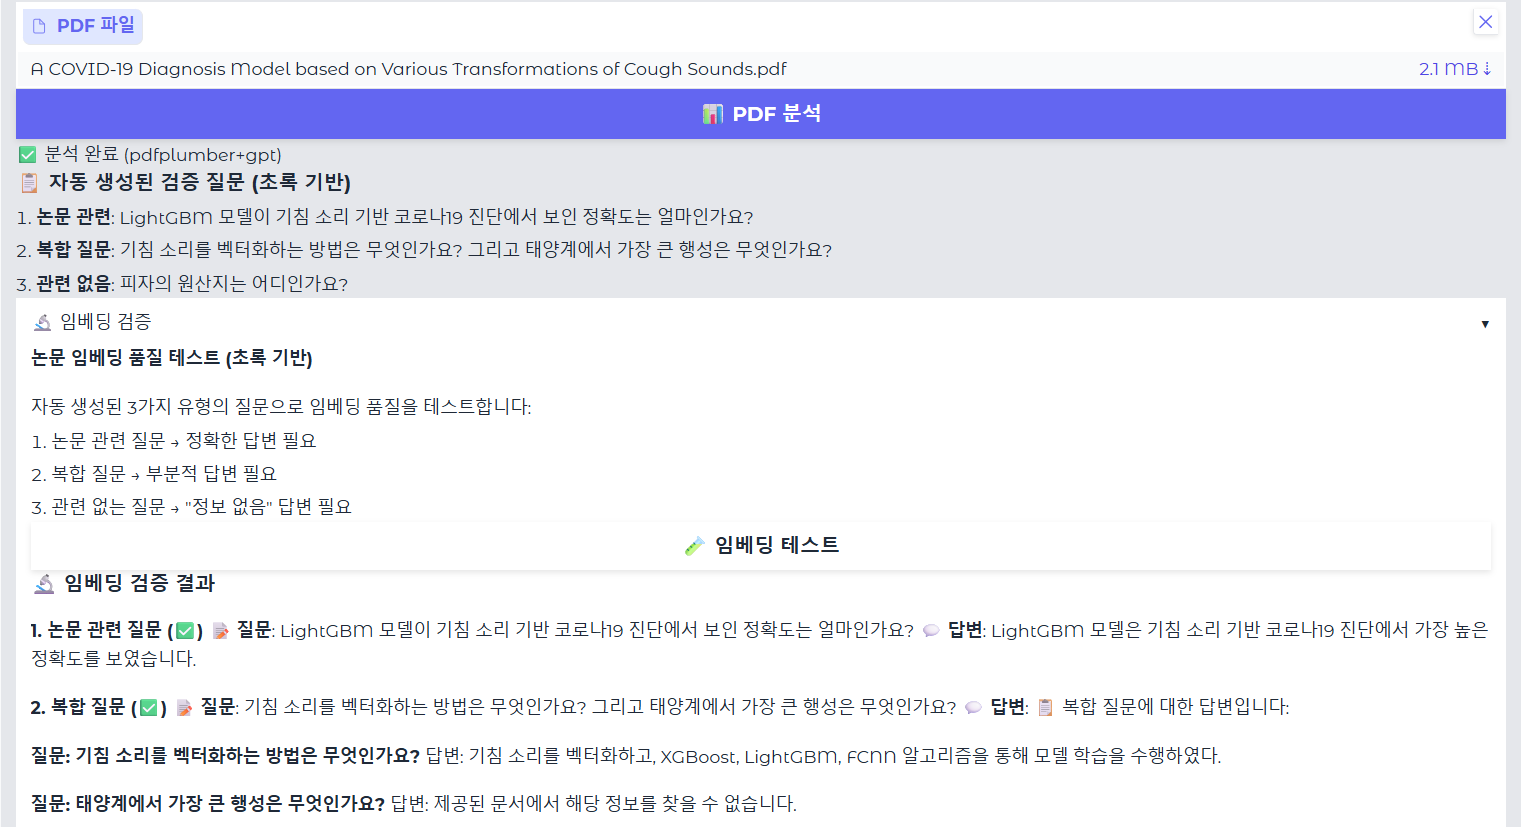 PDF 파일
A COVID-19 Diagnosis Model based on Various Transformations of Cough Sounds.pdf 2.1 MB ⇣
📊 PDF 분석
✅ 분석 완료 (pdfplumber+gpt)
📋 자동 생성된 검증 질문 (초록 기반)
1. 논문 관련: LightGBM 모델이 기침 소리 기반 코로나19 진단에서 보인 정확도는 얼마인가요?
2. 복합 질문: 기침 소리를 벡터화하는 방법은 무엇인가요? 그리고 태양계에서 가장 큰 행성은 무엇인가요?
3. 관련 없음: 피자의 원산지는 어디인가요?
🔬 임베딩 검증 ▼
논문 임베딩 품질 테스트 (초록 기반)
자동 생성된 3가지 유형의 질문으로 임베딩 품질을 테스트합니다:
1. 논문 관련 질문 → 정확한 답변 필요
2. 복합 질문 → 부분적 답변 필요
3. 관련 없는 질문 → "정보 없음" 답변 필요
🧪 임베딩 테스트
🔬 임베딩 검증 결과
1. 논문 관련 질문 (✅) 📝 질문: LightGBM 모델이 기침 소리 기반 코로나19 진단에서 보인 정확도는 얼마인가요? 💬 답변: LightGBM 모델은 기침 소리 기반 코로나19 진단에서 가장 높은
정확도를 보였습니다.
2. 복합 질문 (✅) 📝 질문: 기침 소리를 벡터화하는 방법은 무엇인가요? 그리고 태양계에서 가장 큰 행성은 무엇인가요? 💬 답변: 📋 복합 질문에 대한 답변입니다:
질문: 기침 소리를 벡터화하는 방법은 무엇인가요? 답변: 기침 소리를 벡터화하고, XGBoost, LightGBM, FCNN 알고리즘을 통해 모델 학습을 수행하였다.
질문: 태양계에서 가장 큰 행성은 무엇인가요? 답변: 제공된 문서에서 해당 정보를 찾을 수 없습니다.